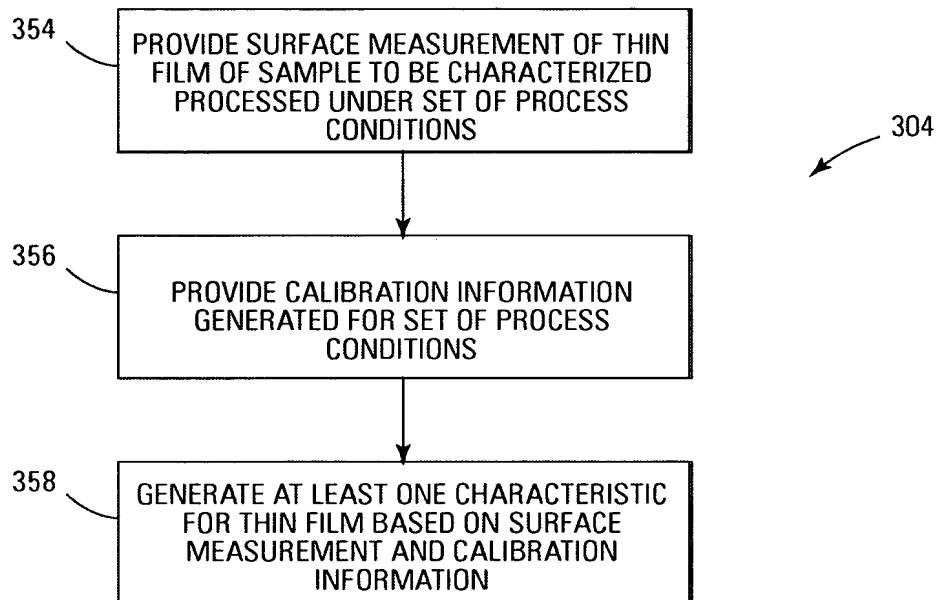 354
PROVIDE SURFACE MEASUREMENT OF THIN
FILM OF SAMPLE TO BE CHARACTERIZED
PROCESSED UNDER SET OF PROCESS
CONDITIONS
304
356
PROVIDE CALIBRATION INFORMATION
GENERATED FOR SET OF PROCESS
CONDITIONS
358
GENERATE AT LEAST ONE CHARACTERISTIC
FOR THIN FILM BASED ON SURFACE
MEASUREMENT AND CALIBRATION
INFORMATION